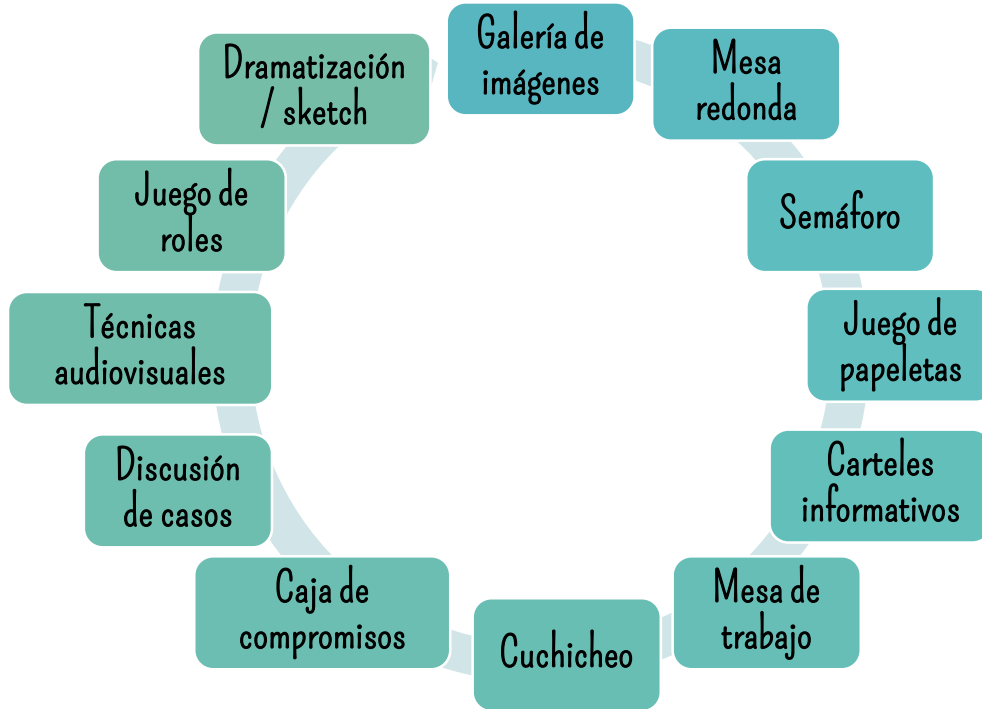 Galería de
imágenes
Mesa
redonda
Semáforo
Juego de
papeletas
Carteles
informativos
Mesa de
trabajo
Cuchicheo
Caja de
compromisos
Discusión
de casos
Técnicas
audiovisuales
Juego de
roles
Dramatización
/ sketch